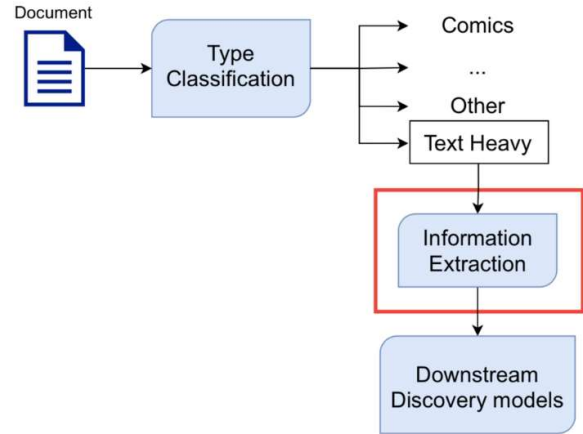 Document
Type
Classification
Comics
...
Other
Text Heavy
Information
Extraction
Downstream
Discovery models